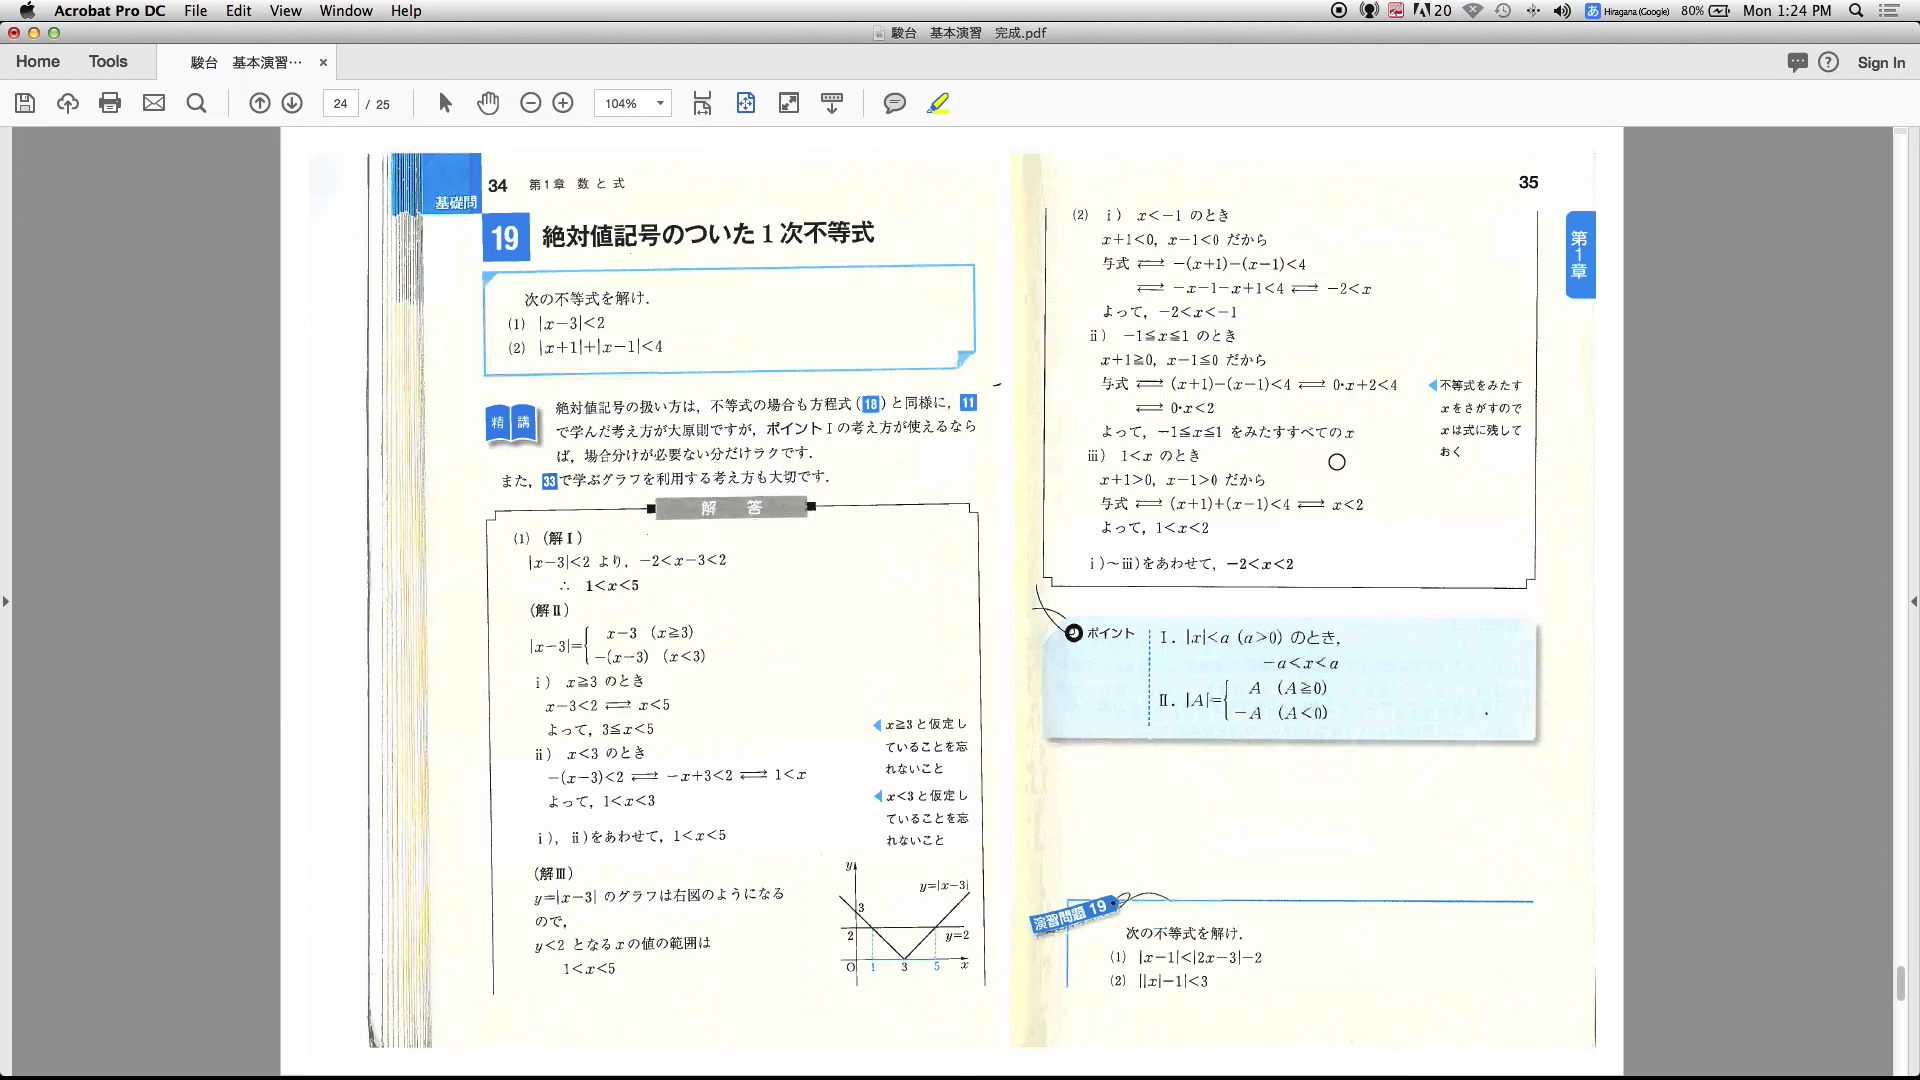 Acrobat Pro DC File Edit View Window Help
20 あ Hiragana (Google) 80% Mon 1:24 PM
駿台 基本演習 完成.pdf
Home Tools 駿台 基本演習… × Sign In
24 / 25 104%
基礎問
34 第1章 数と式
19 絶対値記号のついた1次不等式
次の不等式を解け.
(1) |x−3|<2
(2) |x+1|+|x−1|<4
精講
絶対値記号の扱い方は,不等式の場合も方程式(18)と同様に,11
で学んだ考え方が大原則ですが,ポイントⅠの考え方が使えるなら
ば,場合分けが必要ない分だけラクです.
また,33で学ぶグラフを利用する考え方も大切です.
解答
(1) (解Ⅰ)
|x−3|<2 より,−2<x−3<2
∴ 1<x<5
(解Ⅱ)
|x−3|={ x−3 (x≧3)
−(x−3) (x<3)
ⅰ) x≧3 のとき
x−3<2 ⇄ x<5
よって,3≦x<5
ⅱ) x<3 のとき
−(x−3)<2 ⇄ −x+3<2 ⇄ 1<x
よって,1<x<3
ⅰ),ⅱ)をあわせて,1<x<5
◀x≧3と仮定し
ていることを忘
れないこと
◀x<3と仮定し
ていることを忘
れないこと
(解Ⅲ)
y=|x−3| のグラフは右図のようになる
ので,
y<2 となるxの値の範囲は
1<x<5
y
y=|x−3|
3
2
y=2
O 1 3 5 x
35
第1章
(2) ⅰ) x<−1 のとき
x+1<0, x−1<0 だから
与式 ⇄ −(x+1)−(x−1)<4
⇄ −x−1−x+1<4 ⇄ −2<x
よって,−2<x<−1
ⅱ) −1≦x≦1 のとき
x+1≧0, x−1≦0 だから
与式 ⇄ (x+1)−(x−1)<4 ⇄ 0·x+2<4
⇄ 0·x<2
よって,−1≦x≦1 をみたすすべてのx
◀不等式をみたす
xをさがすので
xは式に残して
おく
ⅲ) 1<x のとき
x+1>0, x−1>0 だから
与式 ⇄ (x+1)+(x−1)<4 ⇄ x<2
よって,1<x<2
ⅰ)~ⅲ)をあわせて,−2<x<2
ポイント
Ⅰ. |x|<a (a>0) のとき,
−a<x<a
Ⅱ. |A|={ A (A≧0)
−A (A<0)
演習問題 19
次の不等式を解け.
(1) |x−1|<|2x−3|−2
(2) ||x|−1|<3